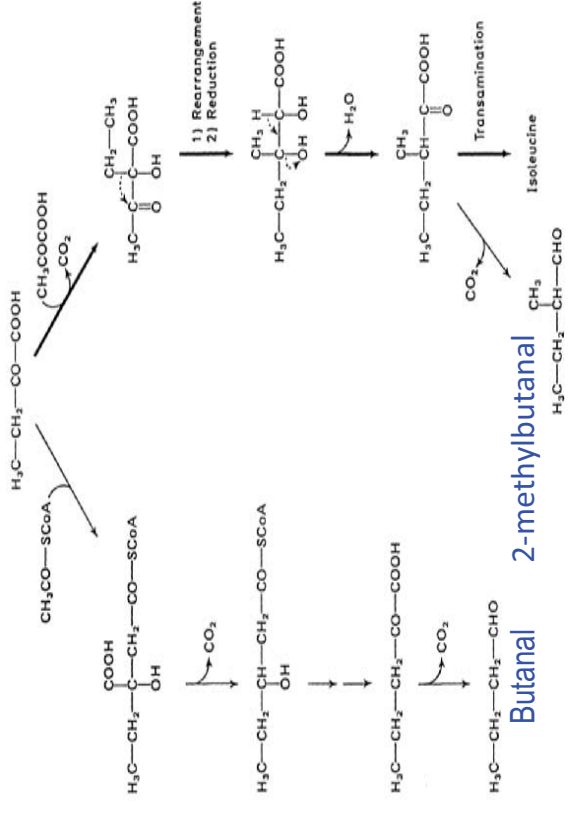 H₃C—CH₂—CO—COOH
CH₃CO—SCoA
CH₃COCOOH
CO₂
COOH
H₃C—CH₂—C—CH₂—CO—SCoA
OH
CH₂—CH₃
H₃C—C—C—COOH
O OH
CO₂
1) Rearrangement
2) Reduction
H₃C—CH₂—CH—CH₂—CO—SCoA
OH
CH₃ H
H₃C—CH₂—C—C—COOH
OH OH
H₂O
H₃C—CH₂—CH₂—CO—COOH
CH₃
H₃C—CH₂—CH—C—COOH
O
CO₂
CO₂
Transamination
H₃C—CH₂—CH₂—CHO
Isoleucine
Butanal
2-methylbutanal
CH₃
H₃C—CH₂—CH—CHO